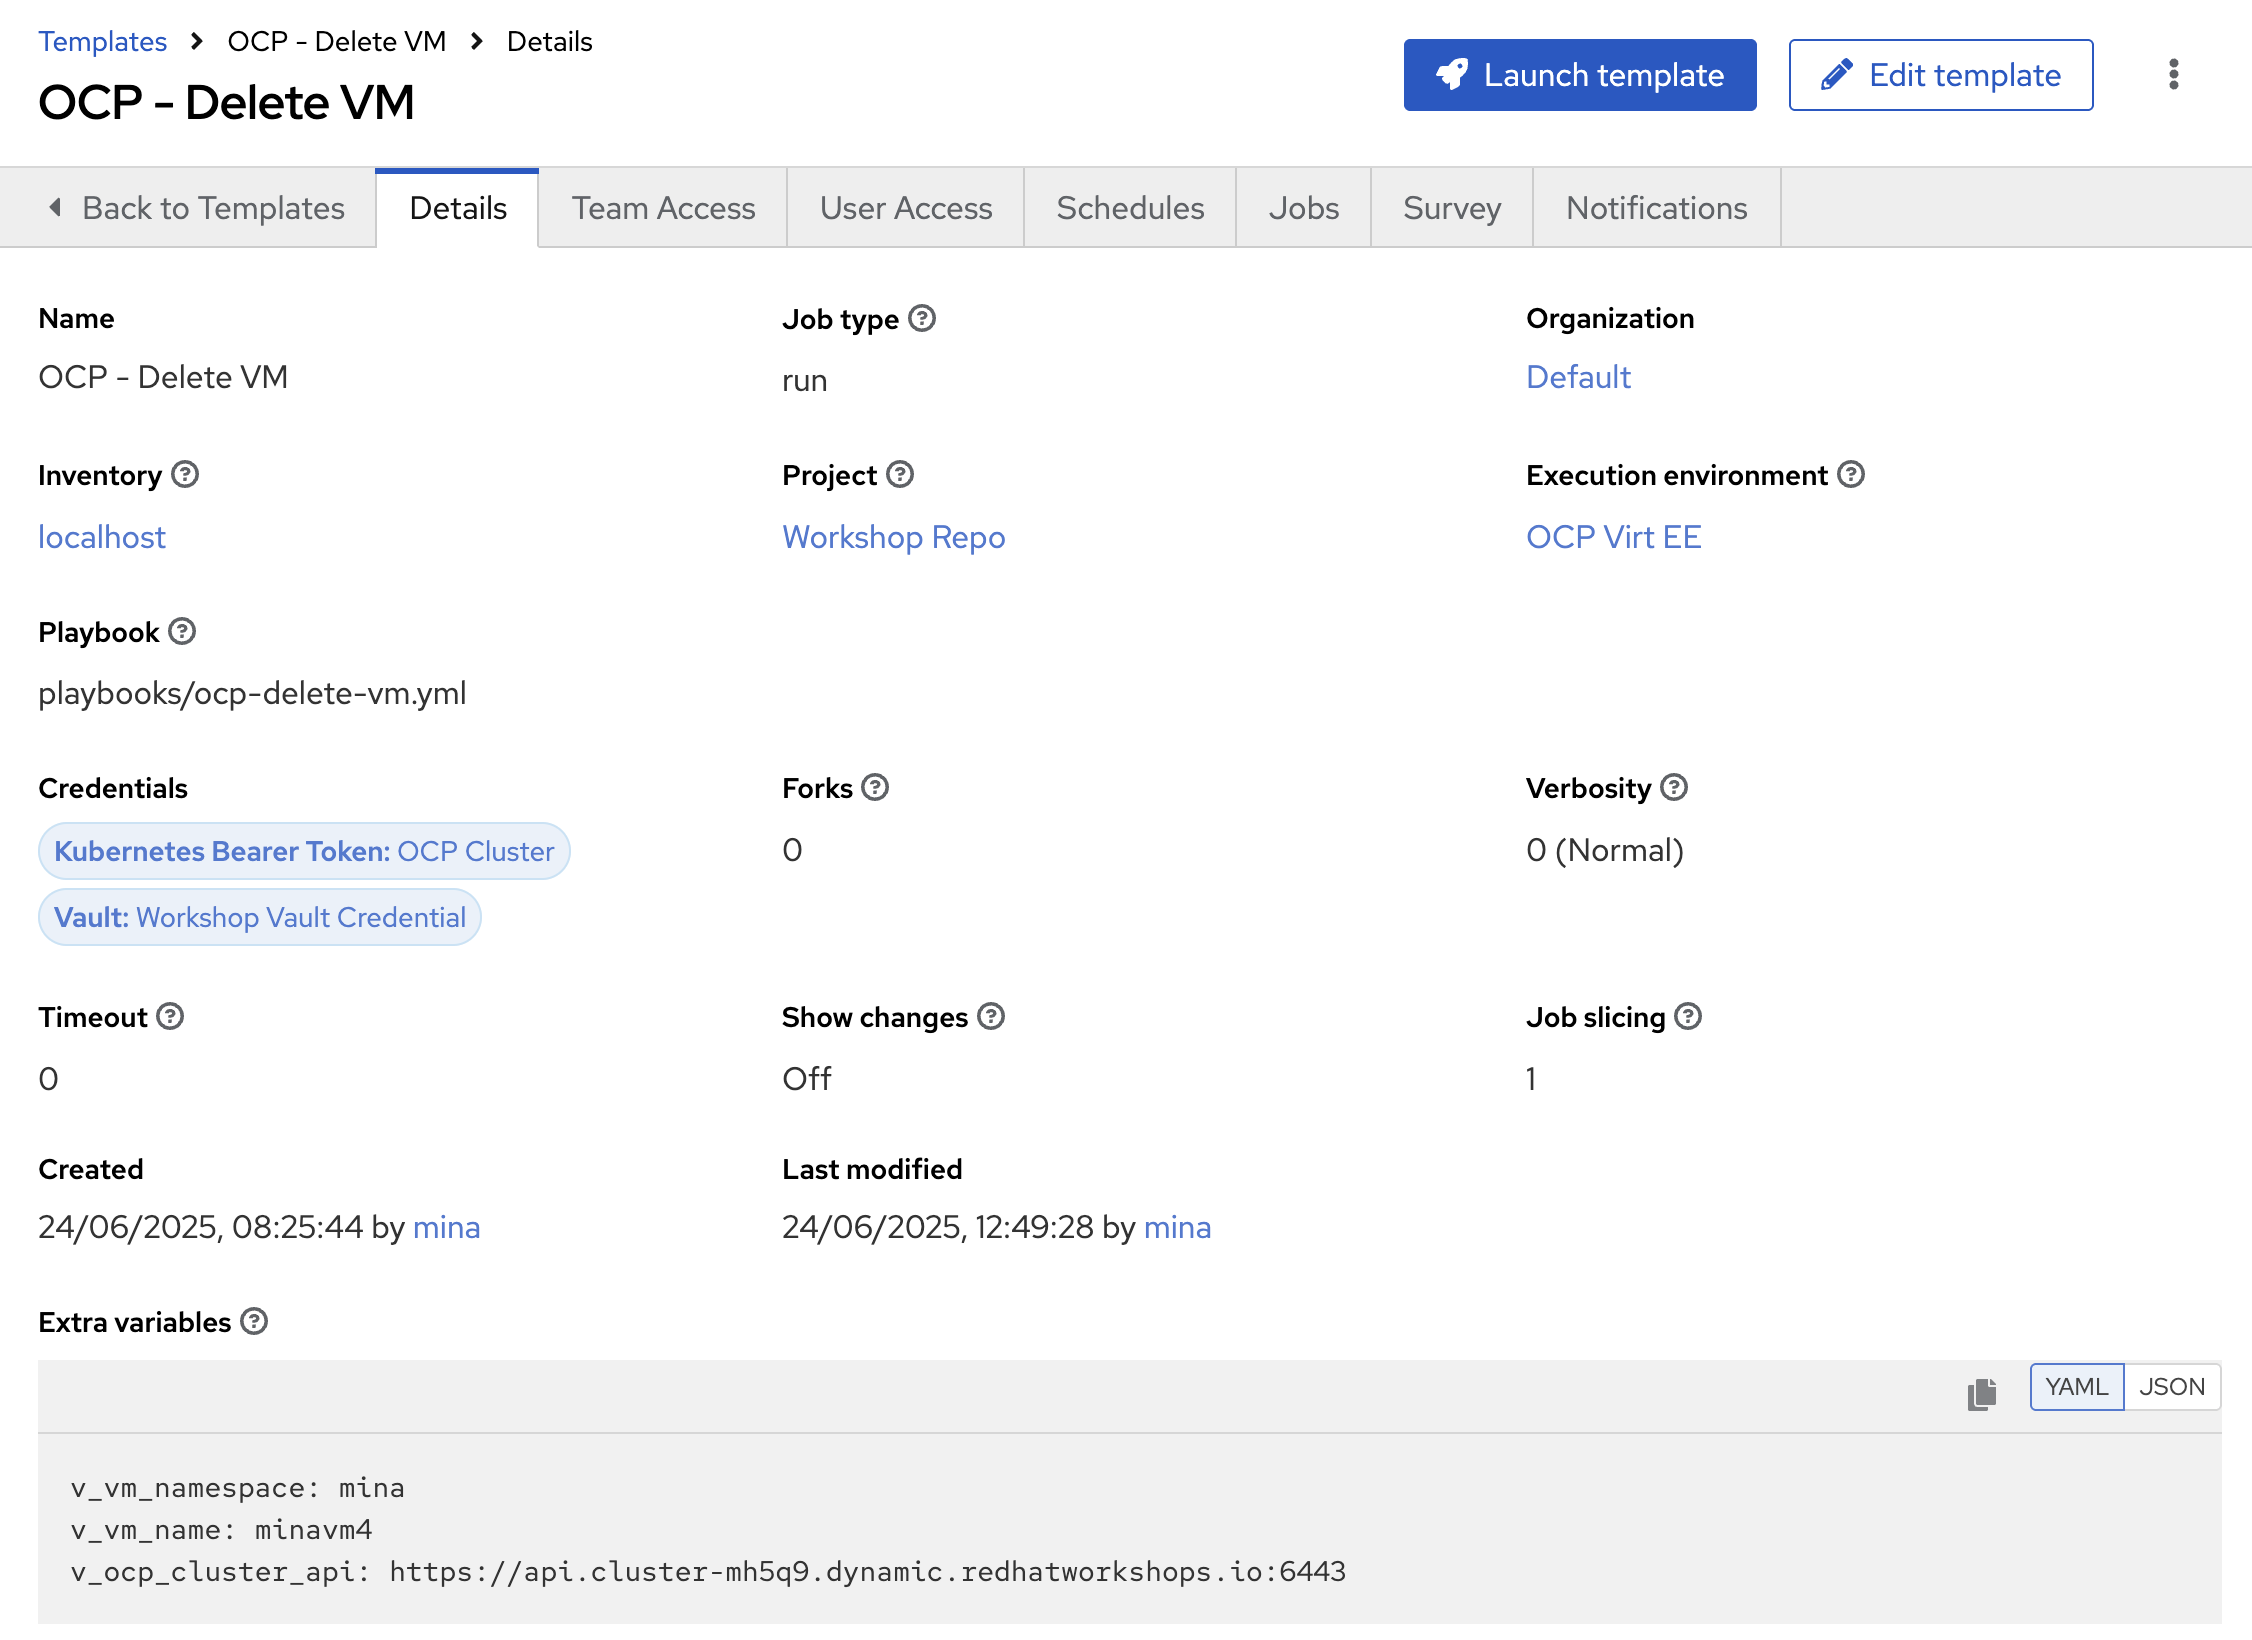 Templates > OCP - Delete VM > Details
OCP - Delete VM
Launch template
Edit template
Back to Templates
Details
Team Access
User Access
Schedules
Jobs
Survey
Notifications
Name
OCP - Delete VM
Job type
run
Organization
Default
Inventory
localhost
Project
Workshop Repo
Execution environment
OCP Virt EE
Playbook
playbooks/ocp-delete-vm.yml
Credentials
Kubernetes Bearer Token: OCP Cluster
Vault: Workshop Vault Credential
Forks
0
Verbosity
0 (Normal)
Timeout
0
Show changes
Off
Job slicing
1
Created
24/06/2025, 08:25:44 by mina
Last modified
24/06/2025, 12:49:28 by mina
Extra variables
YAML
JSON
v_vm_namespace: mina
v_vm_name: minavm4
v_ocp_cluster_api: https://api.cluster-mh5q9.dynamic.redhatworkshops.io:6443